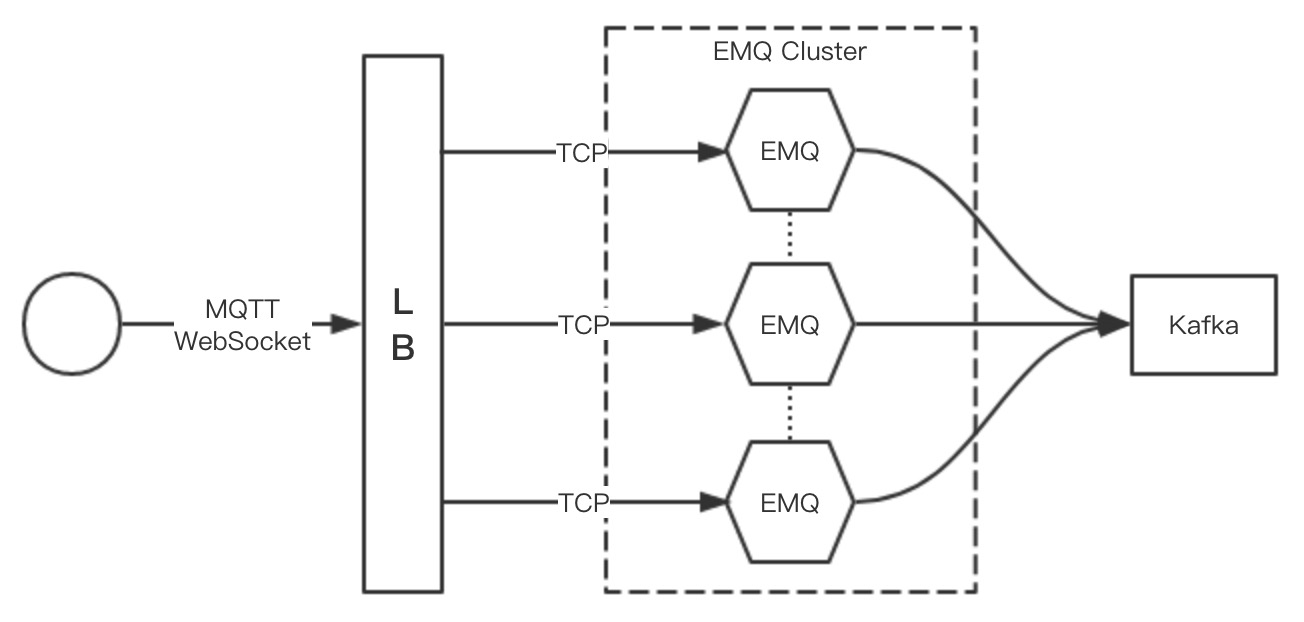 EMQ Cluster
TCP
EMQ
MQTT
WebSocket
L
B
TCP
EMQ
Kafka
TCP
EMQ